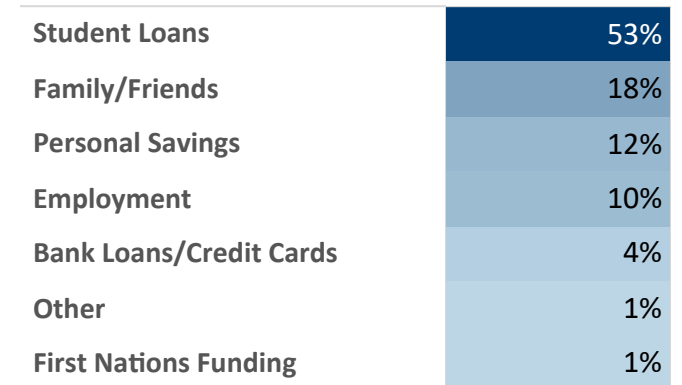 Student Loans 53%
Family/Friends 18%
Personal Savings 12%
Employment 10%
Bank Loans/Credit Cards 4%
Other 1%
First Nations Funding 1%